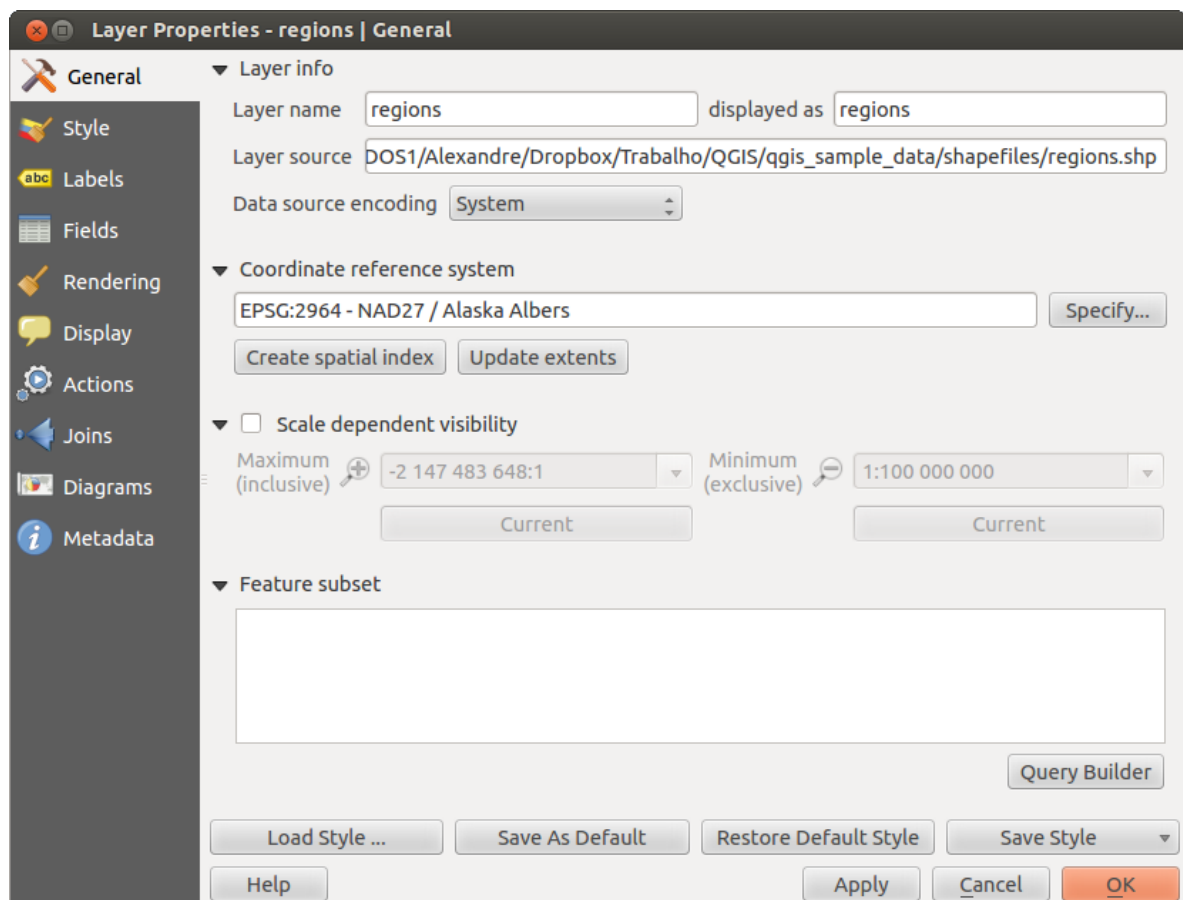 Layer Properties - regions | General
General
Style
abc Labels
Fields
Rendering
Display
Actions
Joins
Diagrams
i Metadata
Layer info
Layer name regions displayed as regions
Layer source DOS1/Alexandre/Dropbox/Trabalho/QGIS/qgis_sample_data/shapefiles/regions.shp
Data source encoding System
Coordinate reference system
EPSG:2964 - NAD27 / Alaska Albers Specify...
Create spatial index Update extents
Scale dependent visibility
Maximum (inclusive) -2 147 483 648:1 Minimum (exclusive) 1:100 000 000
Current Current
Feature subset
Query Builder
Load Style ... Save As Default Restore Default Style Save Style
Help Apply Cancel OK